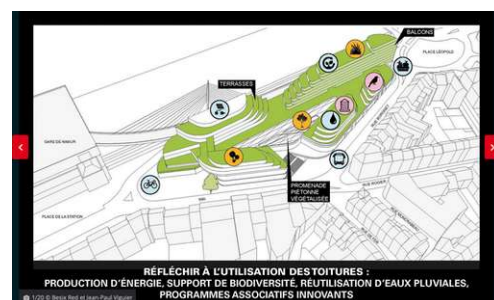 BALCONS
PLACE LÉOPOLD
TERRASSES
GARE DE NAMUR
PROMENADE
PIÉTONNE
VÉGÉTALISÉE
PLACE DE LA STATION
RÉFLÉCHIR À L'UTILISATION DES TOITURES :
PRODUCTION D'ÉNERGIE, SUPPORT DE BIODIVERSITÉ, RÉUTILISATION D'EAUX PLUVIALES,
PROGRAMMES ASSOCIATIFS INNOVANTS
1/20 © Besix Red et Jean-Paul Viguier